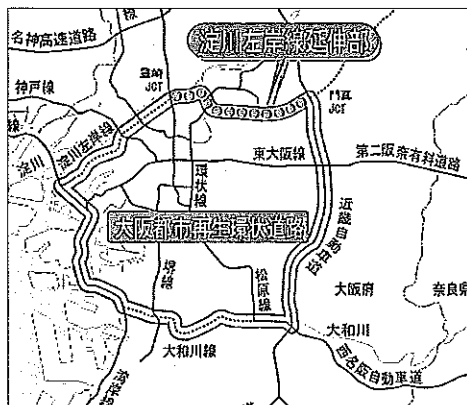 名神高速道路
線
淀川左岸線延伸部
神戸線
豊崎
JCT
門真
JCT
線
淀川左岸線
淀川
東大阪線
第二阪奈有料道路
環状線
近畿自動車道
大阪都市再生環状道路
堺線
松原線
大阪府
奈良県
大和川
大和川線
西名阪自動車道